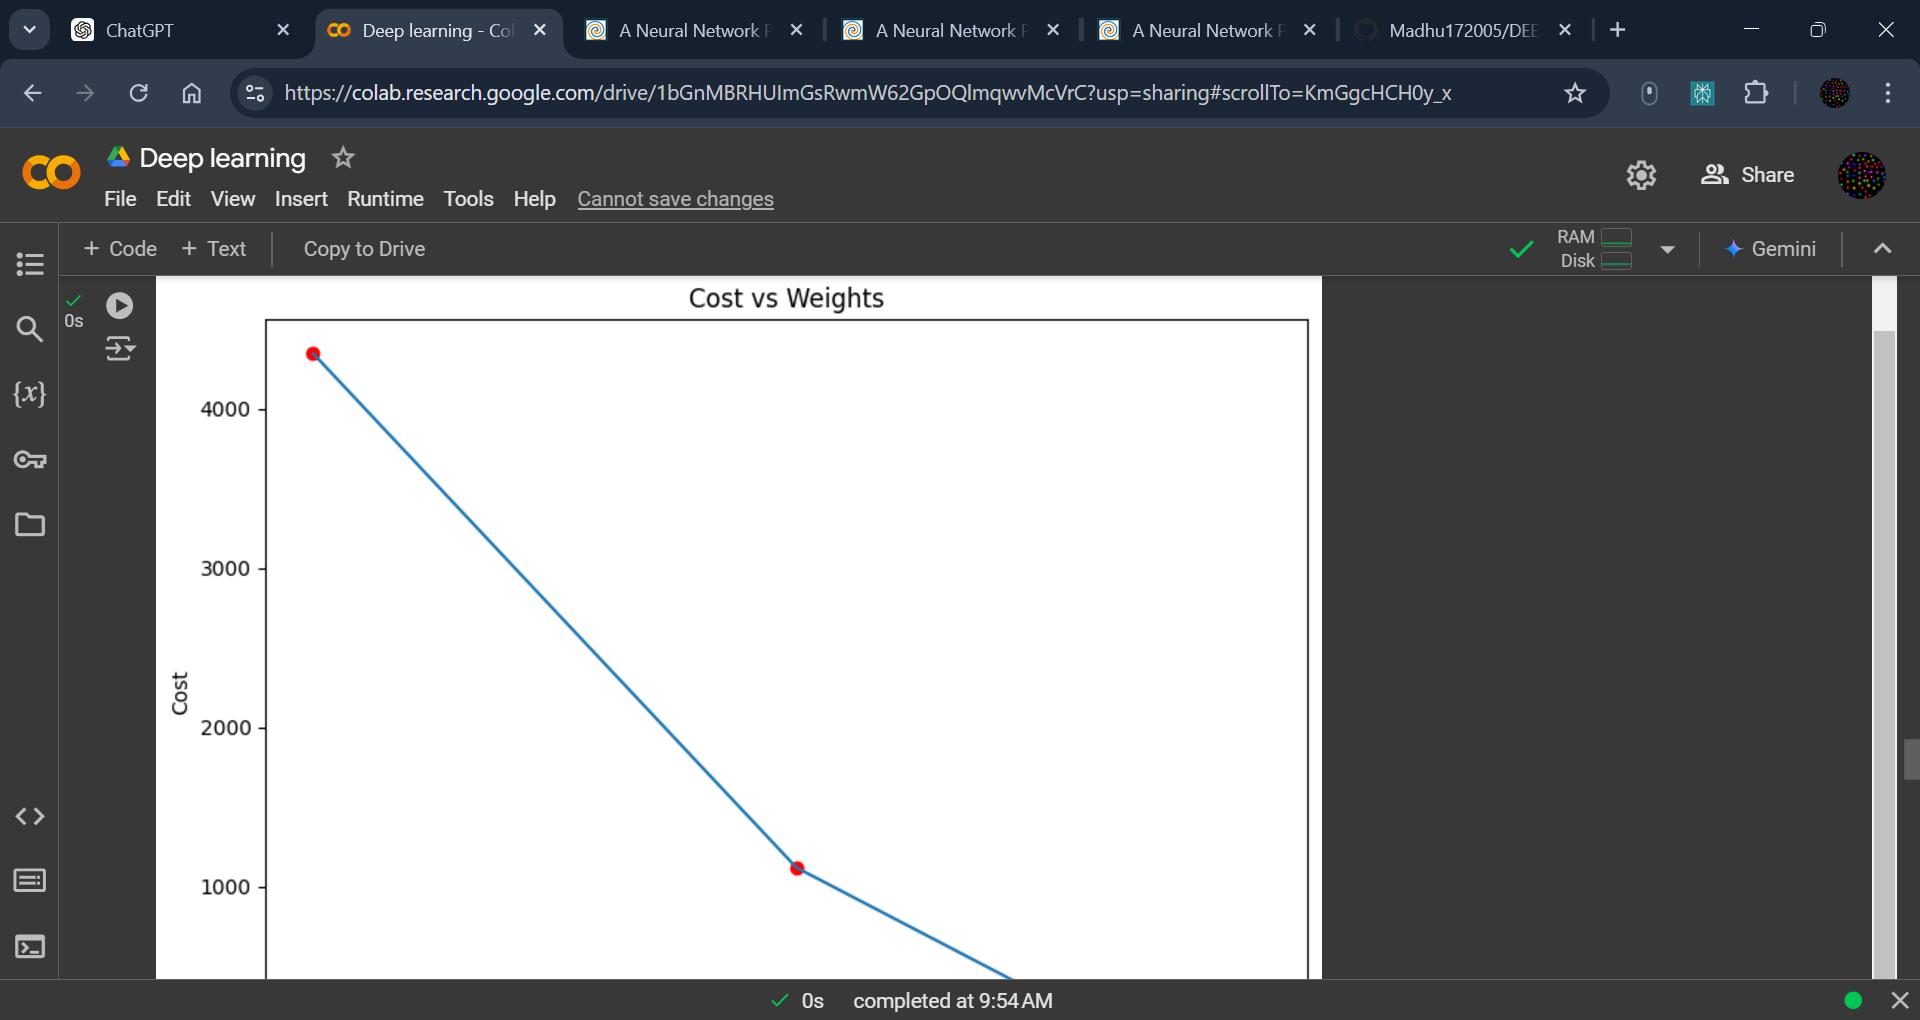 ChatGPT
Deep learning - Co
A Neural Network P
A Neural Network P
A Neural Network P
Madhu172005/DEE
https://colab.research.google.com/drive/1bGnMBRHUImGsRwmW62GpOQlmqwvMcVrC?usp=sharing#scrollTo=KmGgcHCH0y_x
Deep learning
File Edit View Insert Runtime Tools Help Cannot save changes
Share
+ Code + Text Copy to Drive
RAM
Disk
Gemini
0s
{x}
Cost vs Weights
4000
3000
Cost
2000
1000
0s completed at 9:54 AM